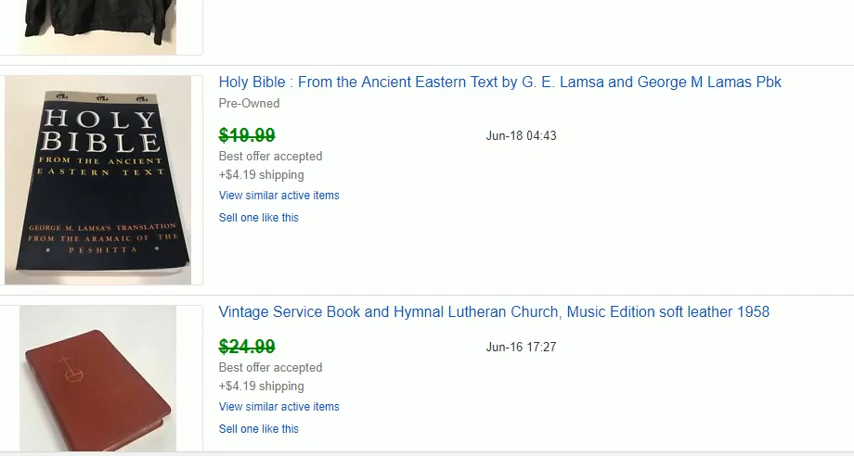 Holy Bible : From the Ancient Eastern Text by G. E. Lamsa and George M Lamas Pbk
Pre-Owned
$19.99
Jun-18 04:43
Best offer accepted
+$4.19 shipping
View similar active items
Sell one like this
HOLY
BIBLE
FROM THE ANCIENT
EASTERN TEXT
GEORGE M. LAMSA'S TRANSLATION
FROM THE ARAMAIC OF THE
PESHITTA
Vintage Service Book and Hymnal Lutheran Church, Music Edition soft leather 1958
$24.99
Jun-16 17:27
Best offer accepted
+$4.19 shipping
View similar active items
Sell one like this